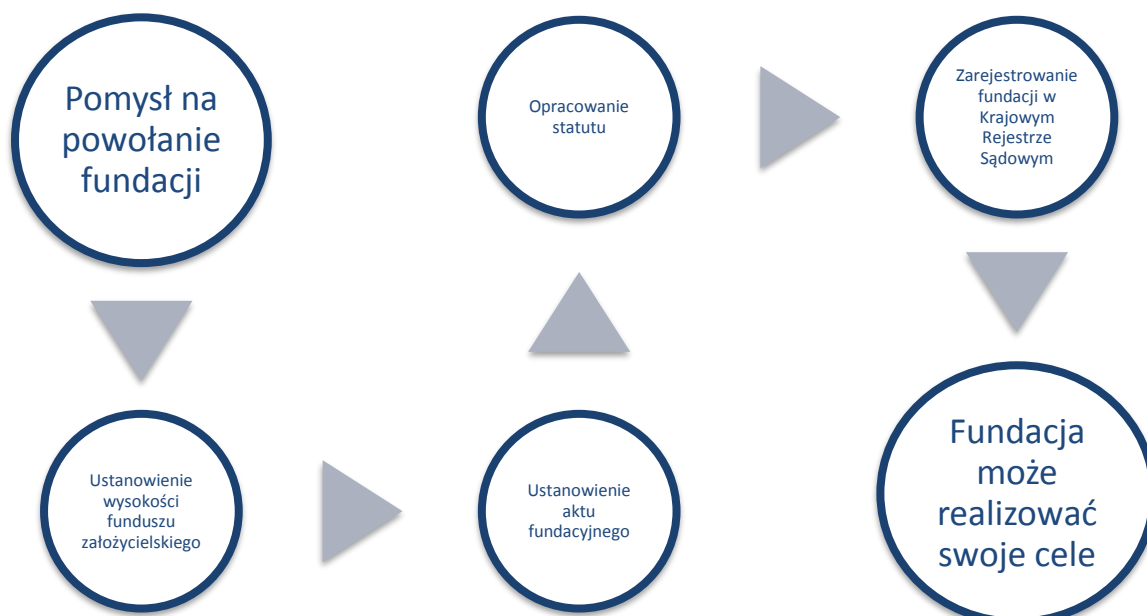 Pomysł na
powołanie
fundacji
Ustanowienie
wysokości
funduszu
założycielskiego
Ustanowienie
aktu
fundacyjnego
Opracowanie
statutu
Zarejestrowanie
fundacji w
Krajowym
Rejestrze
Sądowym
Fundacja
może
realizować
swoje cele